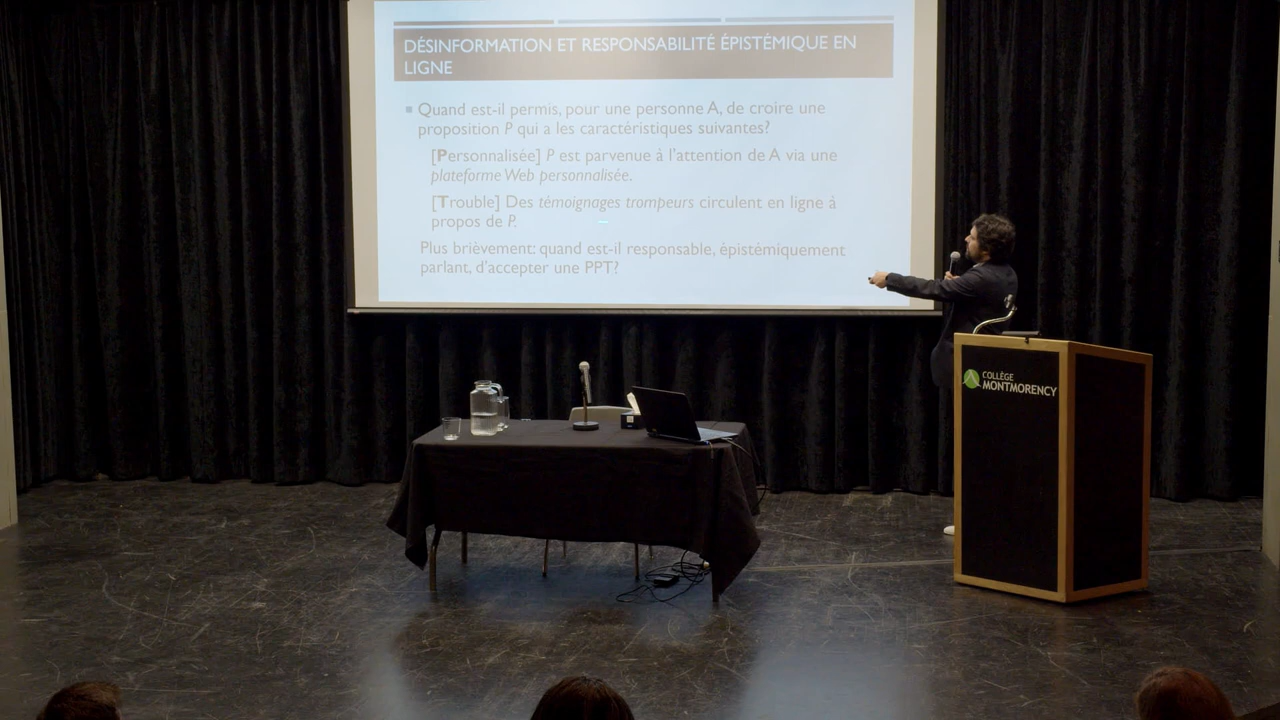 DÉSINFORMATION ET RESPONSABILITÉ ÉPISTÉMIQUE EN
LIGNE
Quand est-il permis, pour une personne A, de croire une
proposition P qui a les caractéristiques suivantes?
[Personnalisée] P est parvenue à l'attention de A via une
plateforme Web personnalisée.
[Trouble] Des témoignages trompeurs circulent en ligne à
propos de P.
Plus brièvement: quand est-il responsable, épistémiquement
parlant, d'accepter une PPT?
COLLÈGE
MONTMORENCY